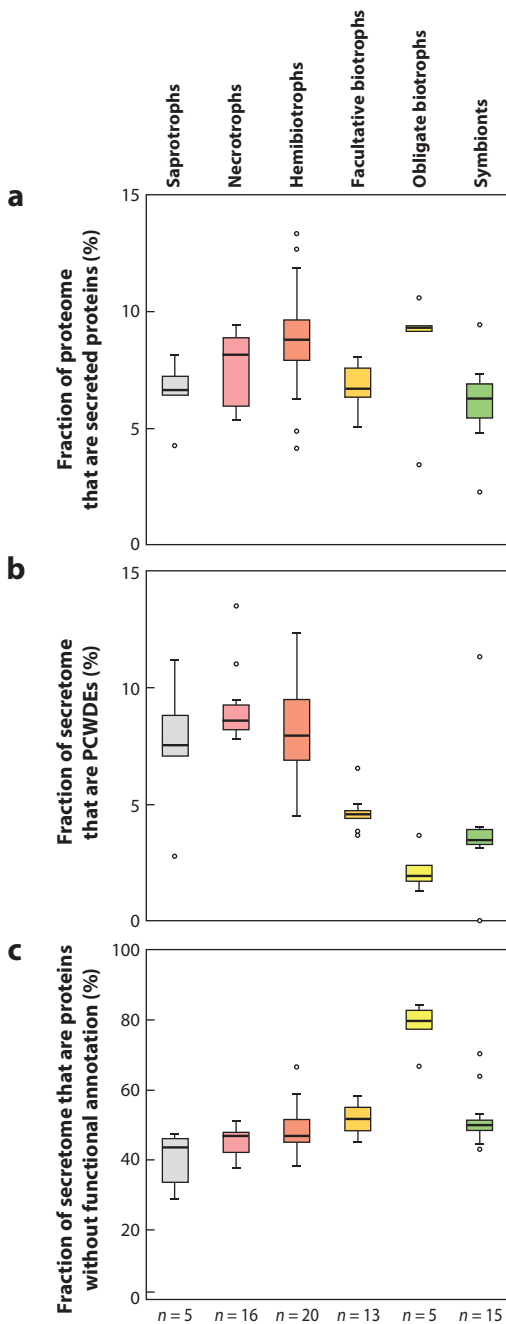 Saprotrophs
Necrotrophs
Hemibiotrophs
Facultative biotrophs
Obligate biotrophs
Symbionts
a
Fraction of proteome
that are secreted proteins (%)
15
10
5
0
b
Fraction of secretome
that are PCWDEs (%)
15
10
5
0
c
Fraction of secretome that are proteins
without functional annotation (%)
100
80
60
40
20
0
n = 5
n = 16
n = 20
n = 13
n = 5
n = 15